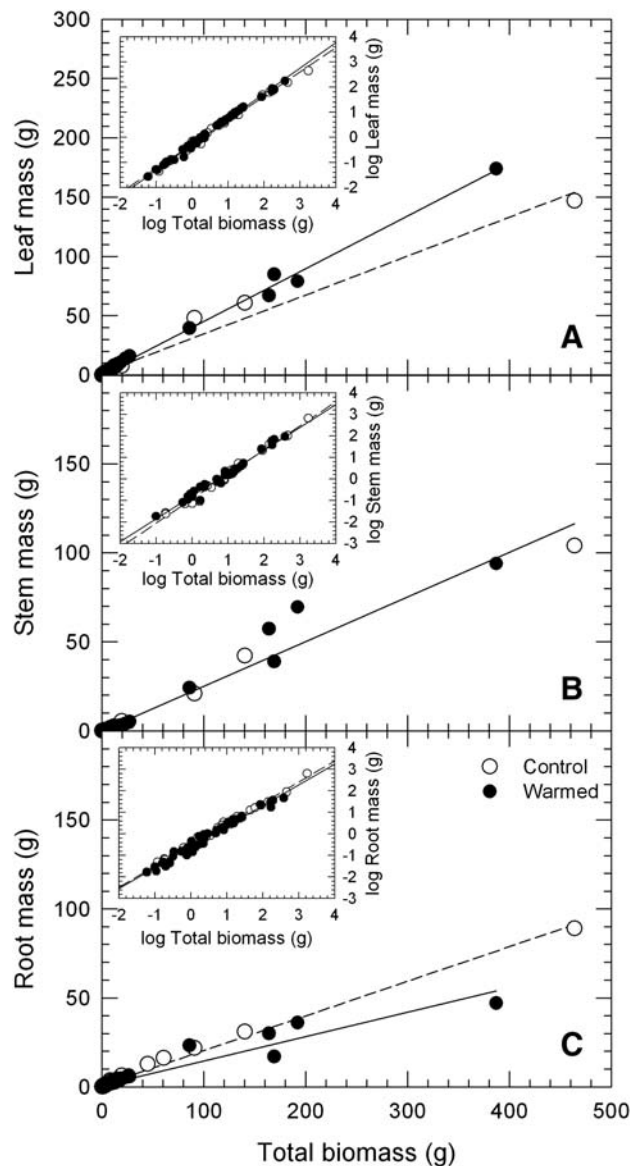 300
250
200
150
100
50
0
Leaf mass (g)
4
3
2
1
0
-1
-2
log Leaf mass (g)
-2 -1 0 1 2 3 4
log Total biomass (g)
A
150
100
50
0
Stem mass (g)
4
3
2
1
0
-1
-2
-3
log Stem mass (g)
-2 -1 0 1 2 3 4
log Total biomass (g)
B
150
100
50
0
Root mass (g)
4
3
2
1
0
-1
-2
-3
log Root mass (g)
-2 -1 0 1 2 3 4
log Total biomass (g)
Control
Warmed
C
0 100 200 300 400 500
Total biomass (g)